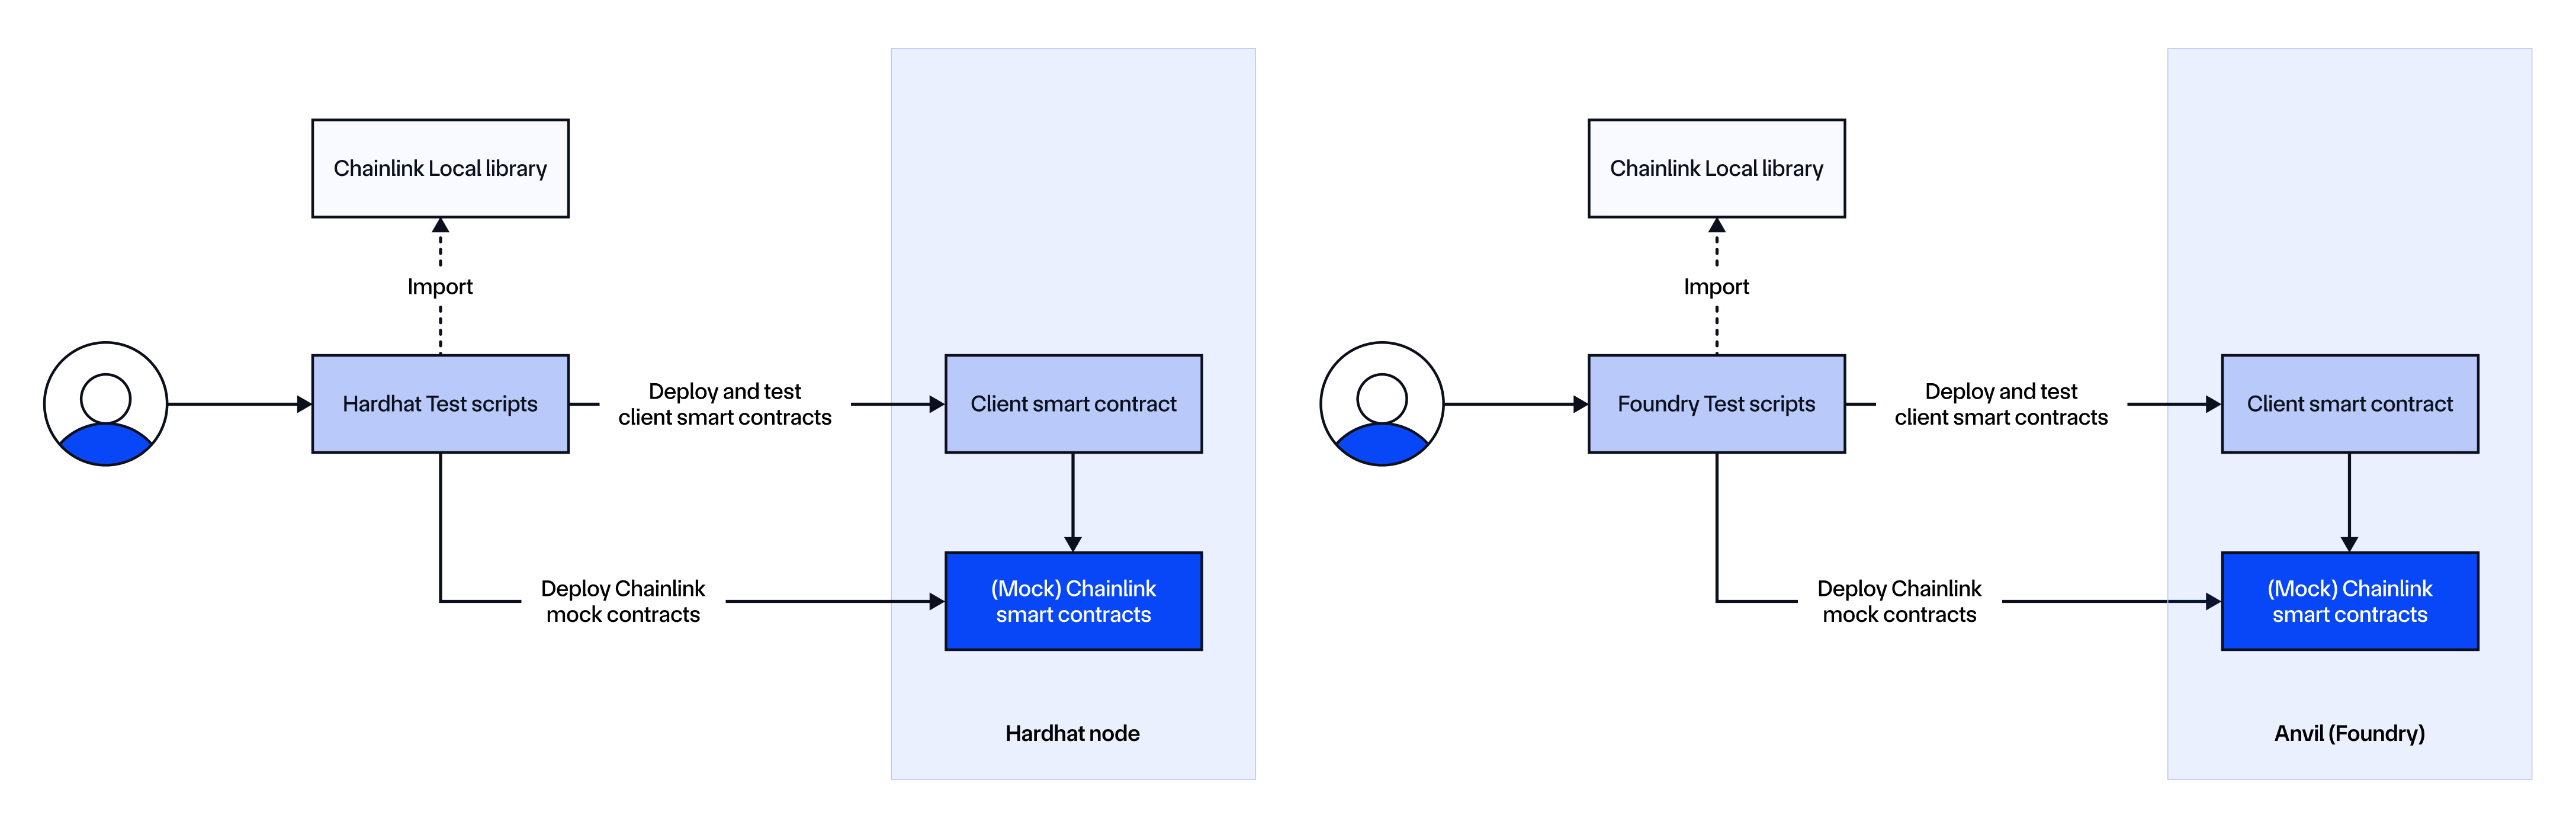 Chainlink Local library
Import
Hardhat Test scripts
Deploy and test
client smart contracts
Client smart contract
Deploy Chainlink
mock contracts
(Mock) Chainlink
smart contracts
Hardhat node
Chainlink Local library
Import
Foundry Test scripts
Deploy and test
client smart contracts
Client smart contract
Deploy Chainlink
mock contracts
(Mock) Chainlink
smart contracts
Anvil (Foundry)